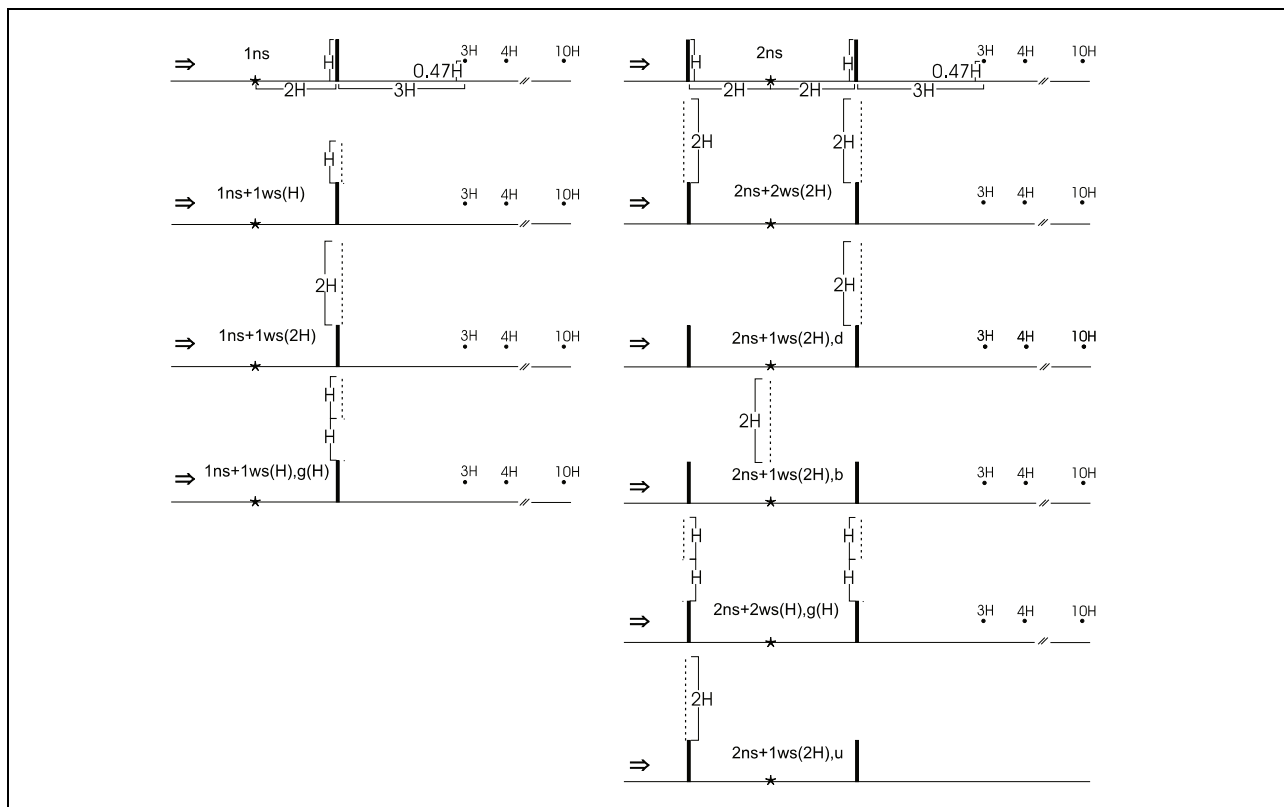 1ns H 3H 4H 10H
0.47H
2H 3H
H 2ns H 3H 4H 10H
0.47H
2H 2H 3H
H
1ns+1ws(H) 3H 4H 10H
2H 2H
2ns+2ws(2H) 3H 4H 10H
2H
1ns+1ws(2H) 3H 4H 10H
2H
2ns+1ws(2H),d 3H 4H 10H
H
H
1ns+1ws(H),g(H) 3H 4H 10H
2H
2ns+1ws(2H),b 3H 4H 10H
H H
H H
2ns+2ws(H),g(H) 3H 4H 10H
2H
2ns+1ws(2H),u